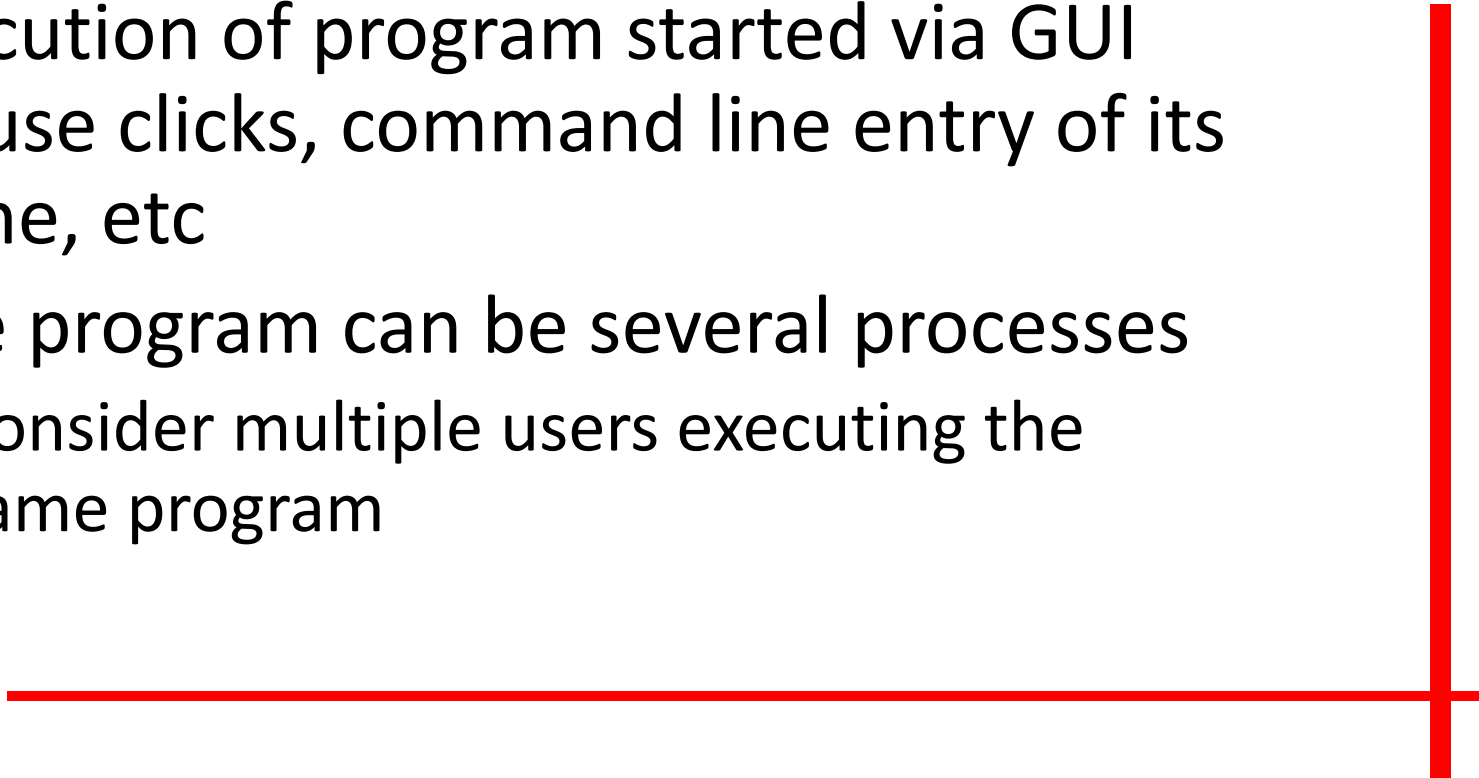 cution of program started via GUI
use clicks, command line entry of its
ne, etc
program can be several processes
onsider multiple users executing the
ame program